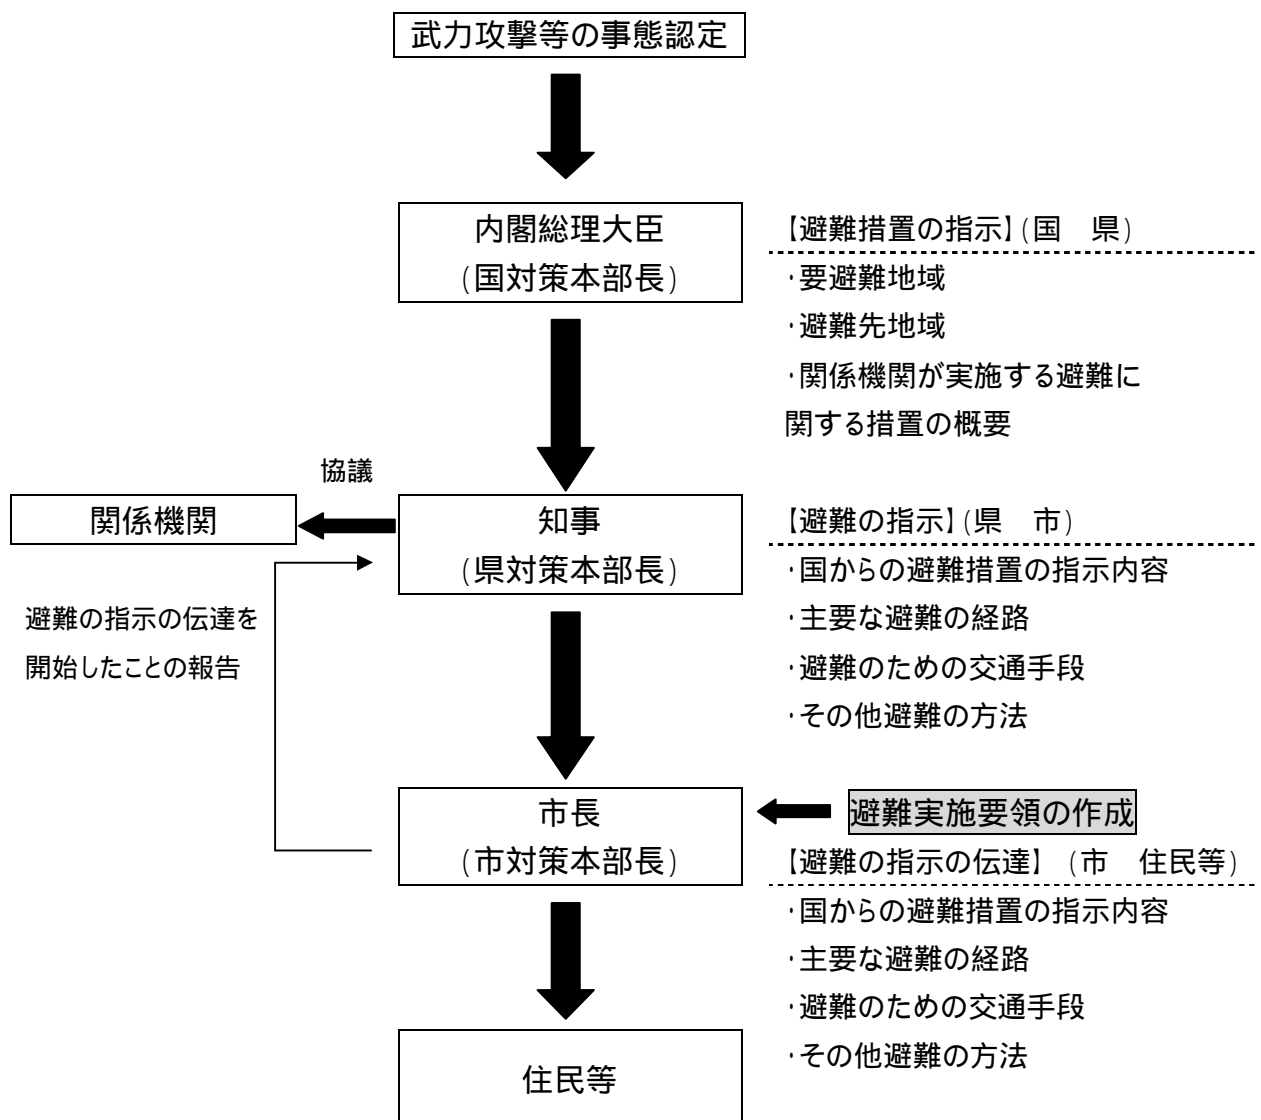 武力攻撃等の事態認定
内閣総理大臣
(国対策本部長)
【避難措置の指示】(国　県)
・要避難地域
・避難先地域
・関係機関が実施する避難に
関する措置の概要
協議
関係機関
知事
(県対策本部長)
【避難の指示】(県　市)
・国からの避難措置の指示内容
・主要な避難の経路
・避難のための交通手段
・その他避難の方法
避難の指示の伝達を
開始したことの報告
市長
(市対策本部長)
避難実施要領の作成
【避難の指示の伝達】 (市　住民等)
・国からの避難措置の指示内容
・主要な避難の経路
・避難のための交通手段
・その他避難の方法
住民等